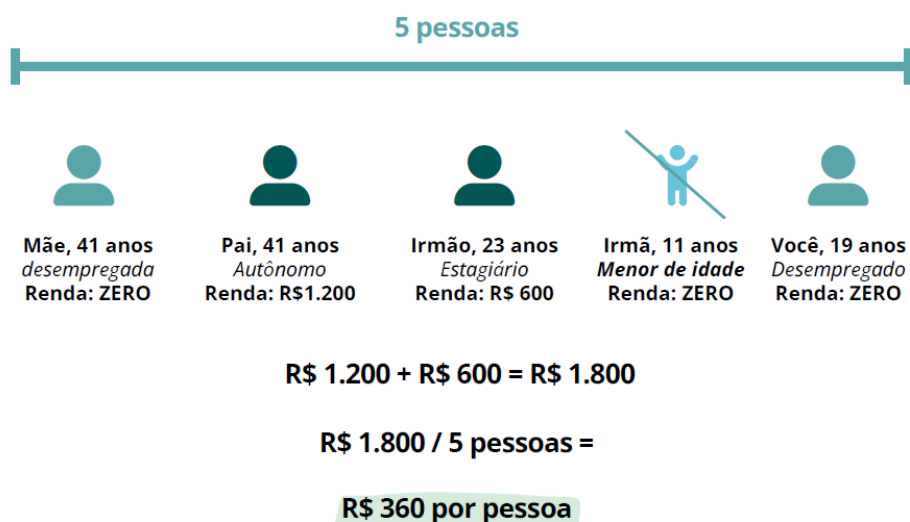 5 pessoas
Mãe, 41 anos
desempregada
Renda: ZERO
Pai, 41 anos
Autônomo
Renda: R$1.200
Irmão, 23 anos
Estagiário
Renda: R$ 600
Irmã, 11 anos
Menor de idade
Renda: ZERO
Você, 19 anos
Desempregado
Renda: ZERO
R$ 1.200 + R$ 600 = R$ 1.800
R$ 1.800 / 5 pessoas =
R$ 360 por pessoa